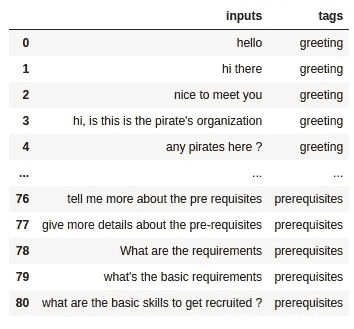 inputs tags
0 hello greeting
1 hi there greeting
2 nice to meet you greeting
3 hi, is this is the pirate's organization greeting
4 any pirates here ? greeting
... ... ...
76 tell me more about the pre requisites prerequisites
77 give more details about the pre-requisites prerequisites
78 What are the requirements prerequisites
79 what's the basic requirements prerequisites
80 what are the basic skills to get recruited ? prerequisites